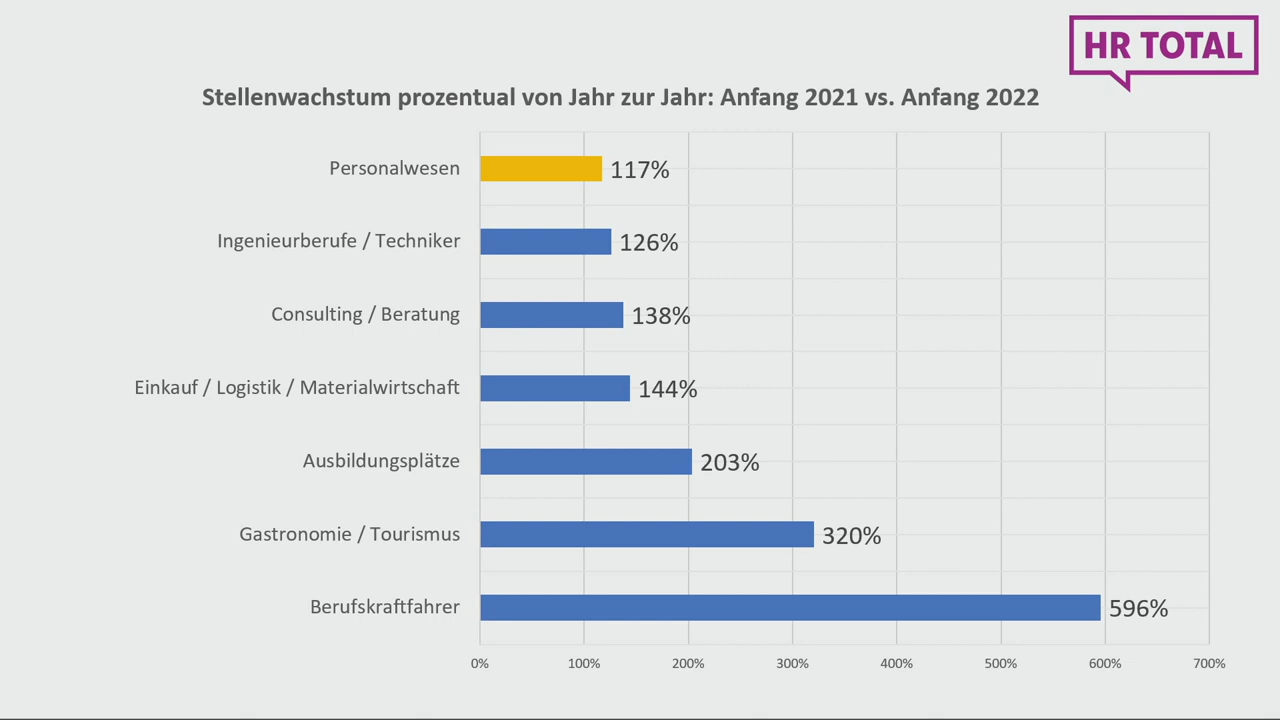 HR TOTAL
Stellenwachstum prozentual von Jahr zur Jahr: Anfang 2021 vs. Anfang 2022
Personalwesen 117%
Ingenieurberufe / Techniker 126%
Consulting / Beratung 138%
Einkauf / Logistik / Materialwirtschaft 144%
Ausbildungsplätze 203%
Gastronomie / Tourismus 320%
Berufskraftfahrer 596%
0% 100% 200% 300% 400% 500% 600% 700%